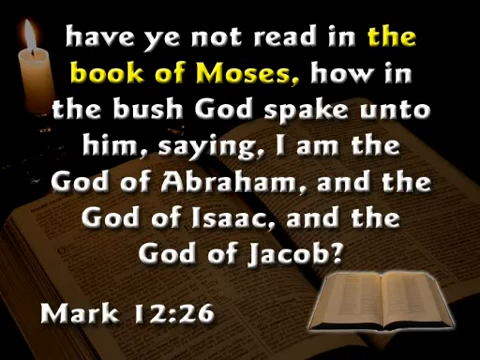 have ye not read in the
book of Moses, how in
the bush God spake unto
him, saying, I am the
God of Abraham, and the
God of Isaac, and the
God of Jacob?
Mark 12:26